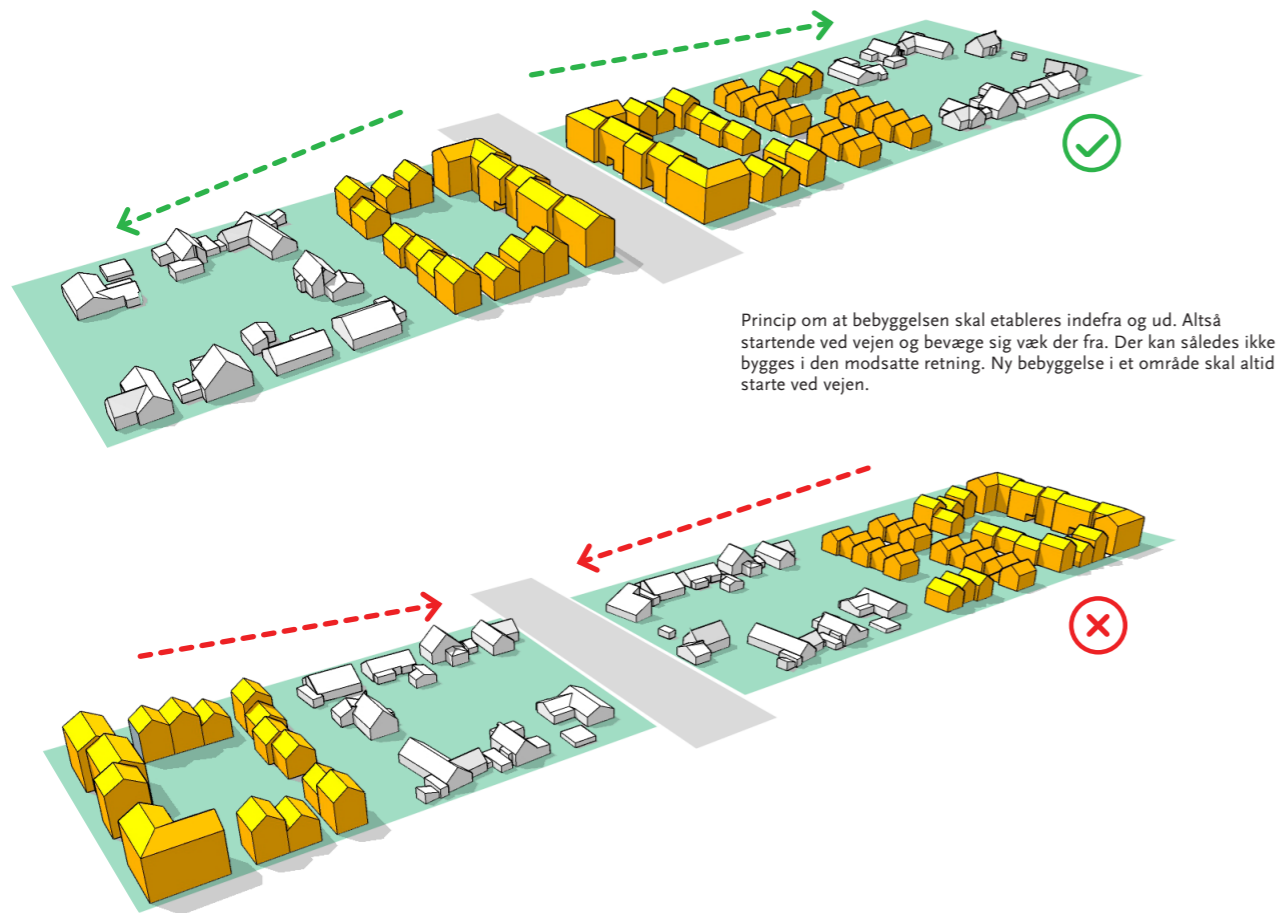 Princip om at bebyggelsen skal etableres indefra og ud. Altså
startende ved vejen og bevæge sig væk der fra. Der kan således ikke
bygges i den modsatte retning. Ny bebyggelse i et område skal altid
starte ved vejen.